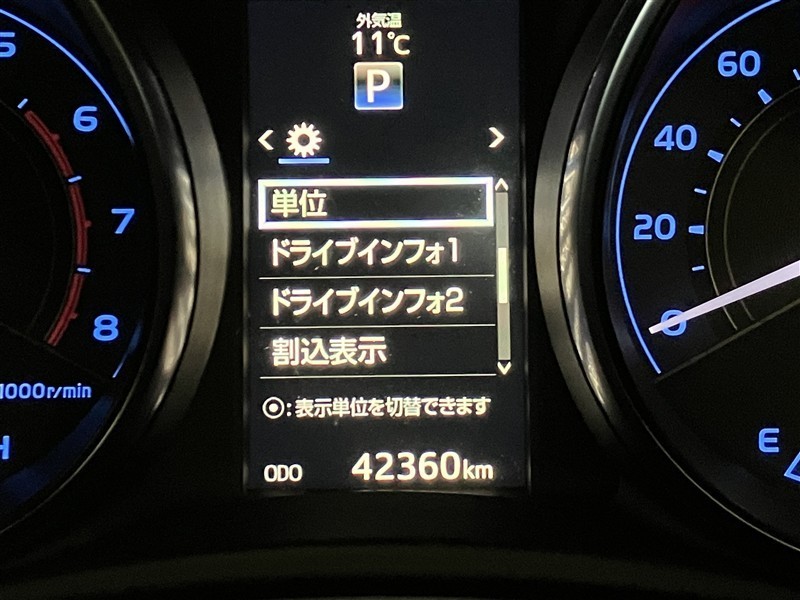 外気温
11℃
P
単位
ドライブインフォ1
ドライブインフォ2
割込表示
◎:表示単位を切替できます
ODO 42360km
5
6
7
8
1000r/min
H
60
40
20
0
E